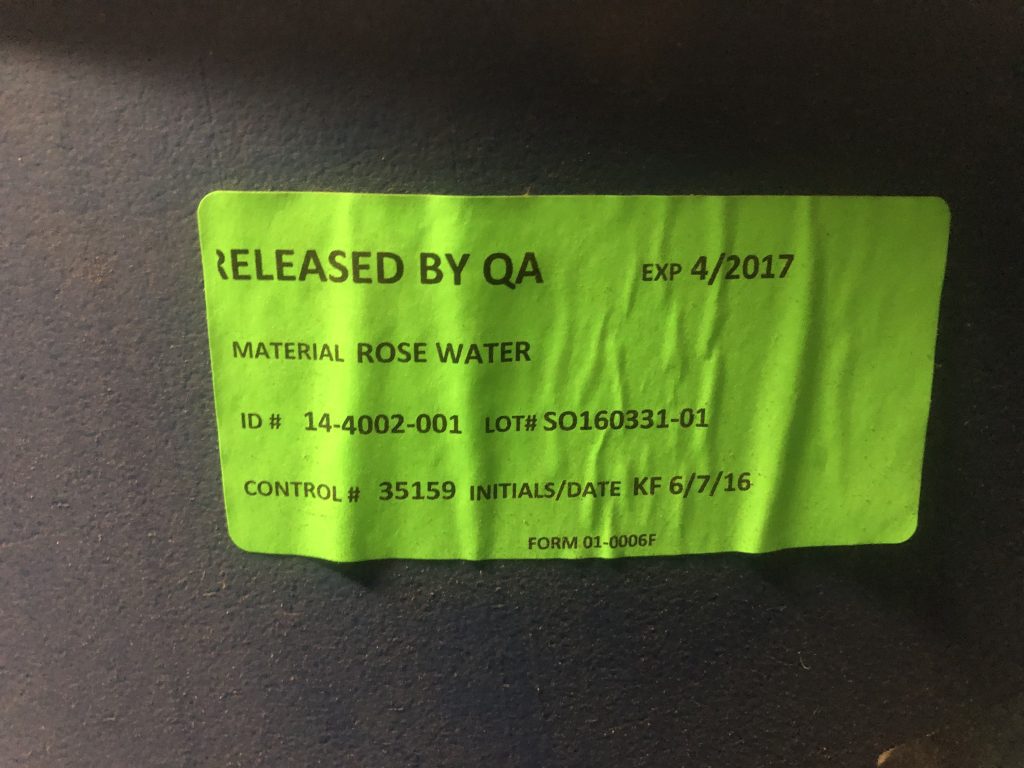 RELEASED BY QA EXP 4/2017
MATERIAL ROSE WATER
ID # 14-4002-001 LOT# SO160331-01
CONTROL # 35159 INITIALS/DATE KF 6/7/16
FORM 01-0006F